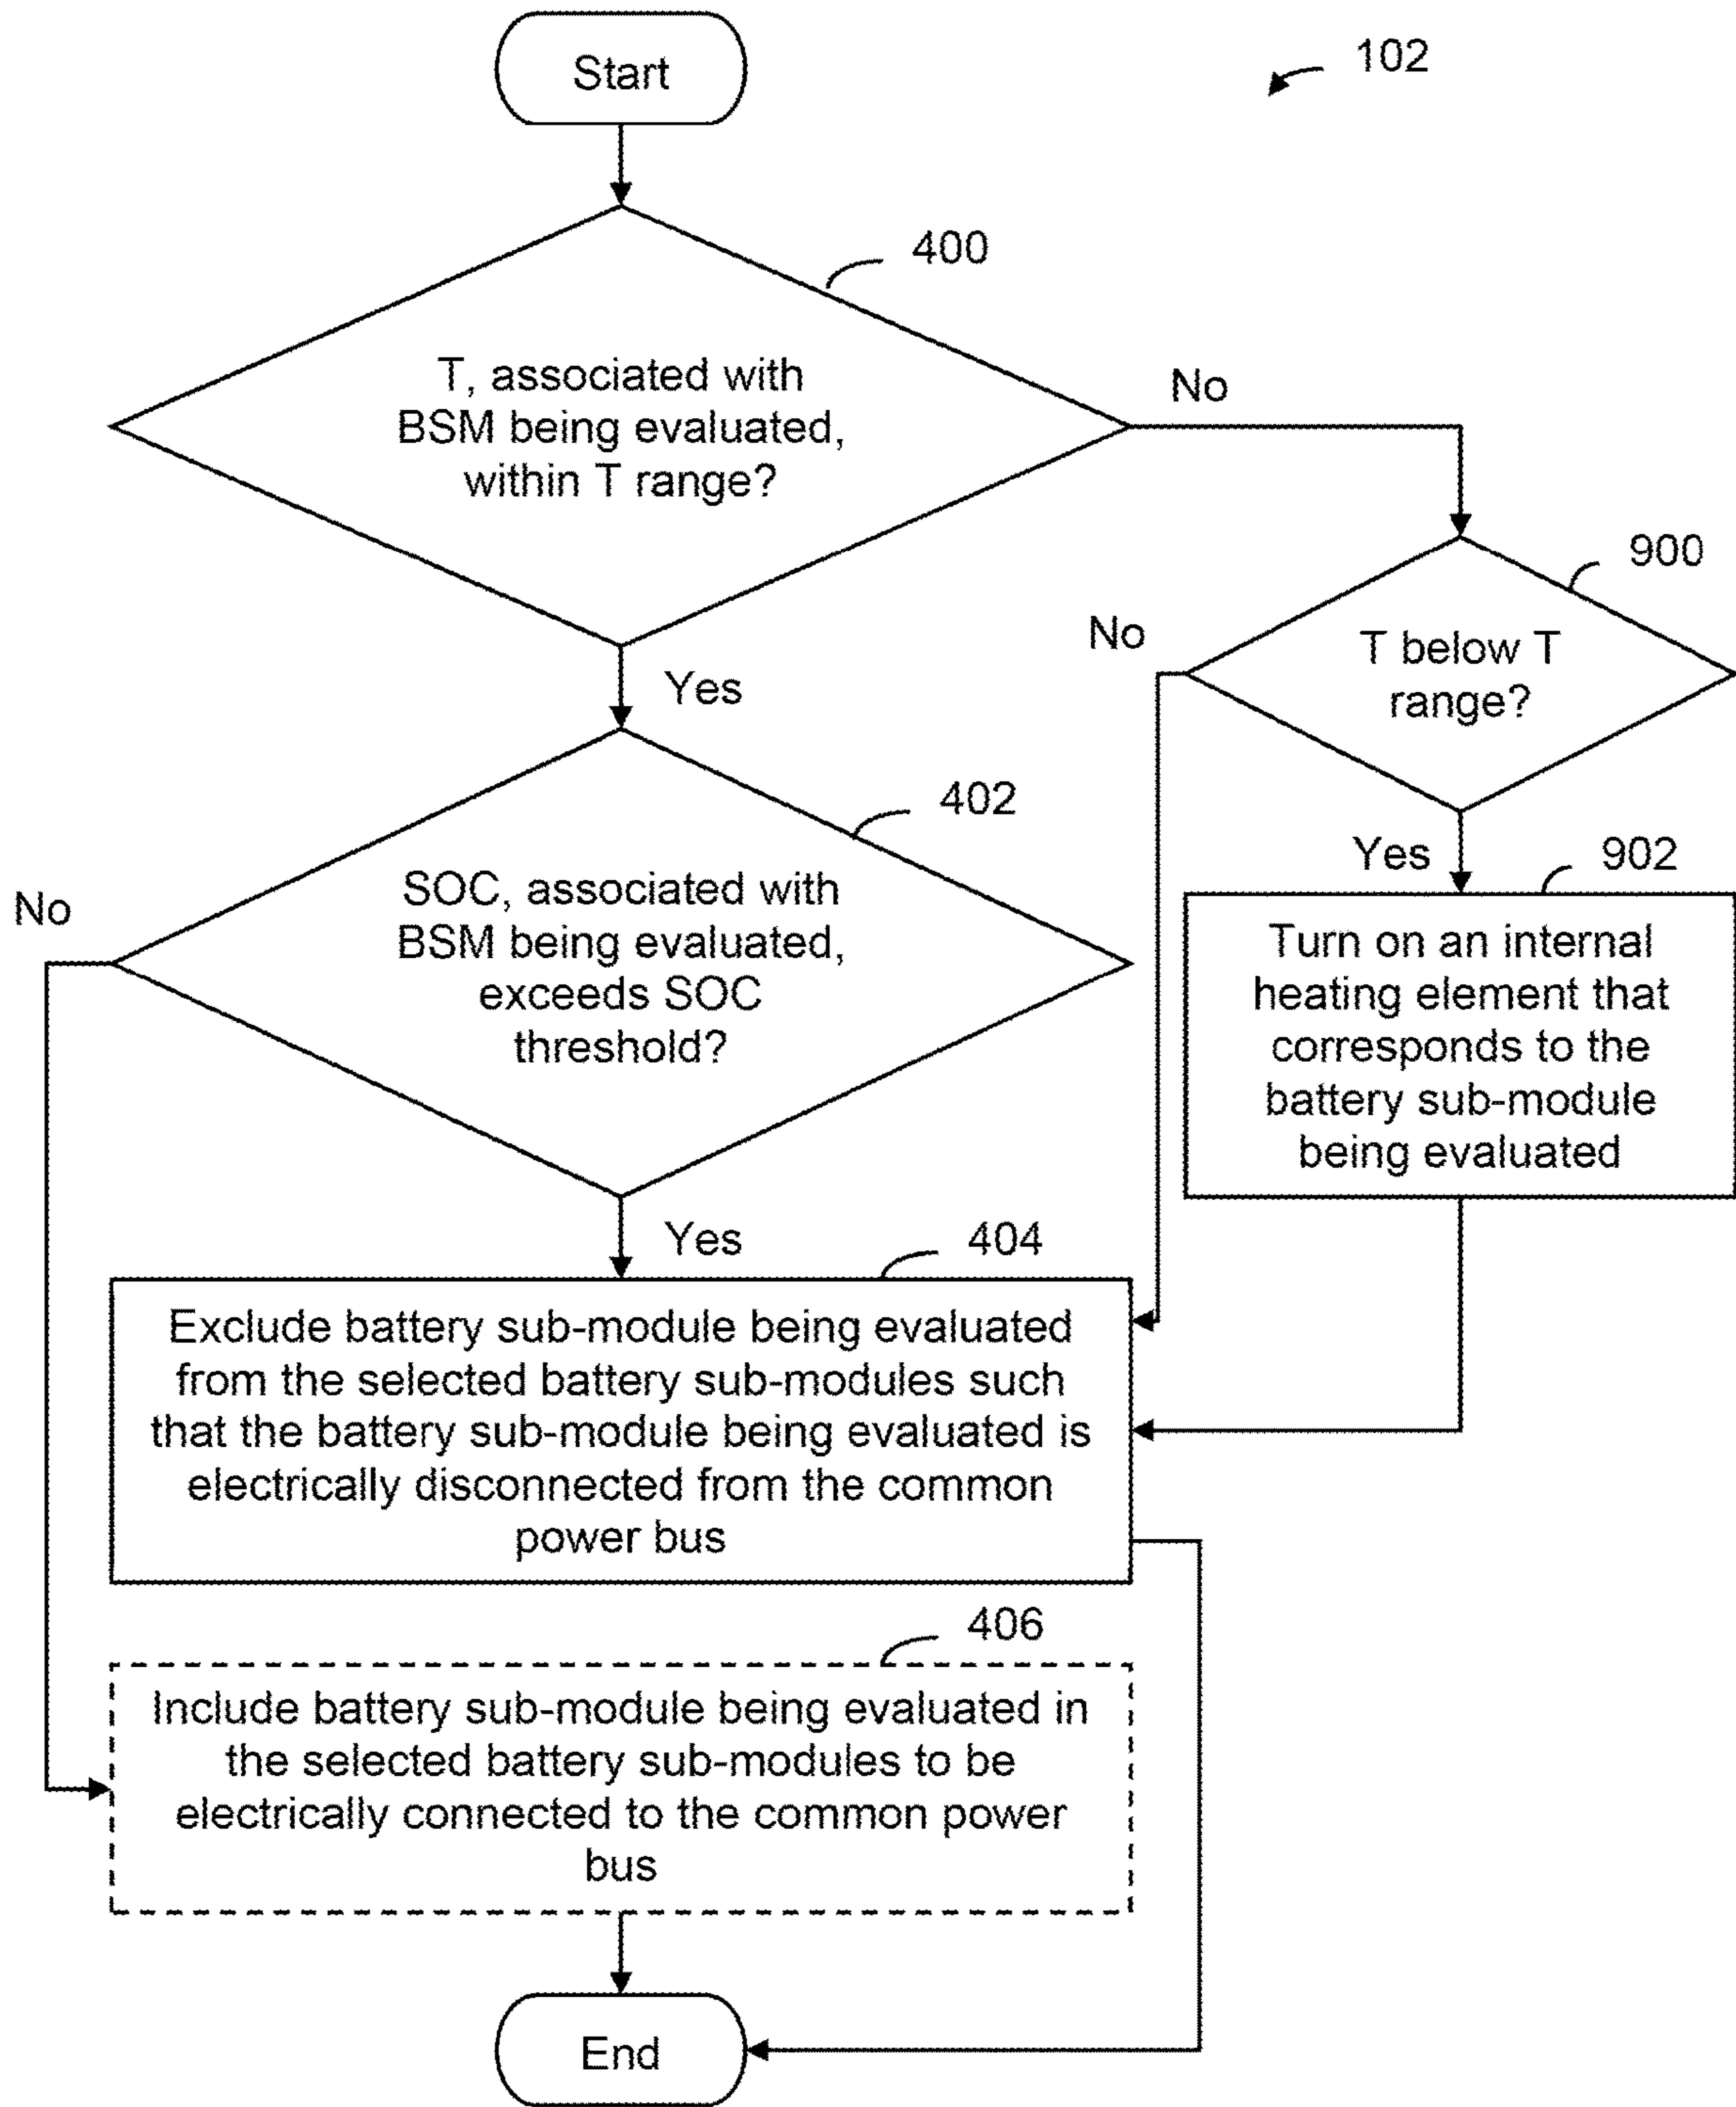 Start
102
400
T, associated with
BSM being evaluated,
within T range?
No
Yes
900
T below T
range?
No
Yes
402
SOC, associated with
BSM being evaluated,
exceeds SOC
threshold?
No
Yes
902
Turn on an internal
heating element that
corresponds to the
battery sub-module
being evaluated
404
Exclude battery sub-module being evaluated
from the selected battery sub-modules such
that the battery sub-module being evaluated is
electrically disconnected from the common
power bus
406
Include battery sub-module being evaluated in
the selected battery sub-modules to be
electrically connected to the common power
bus
End